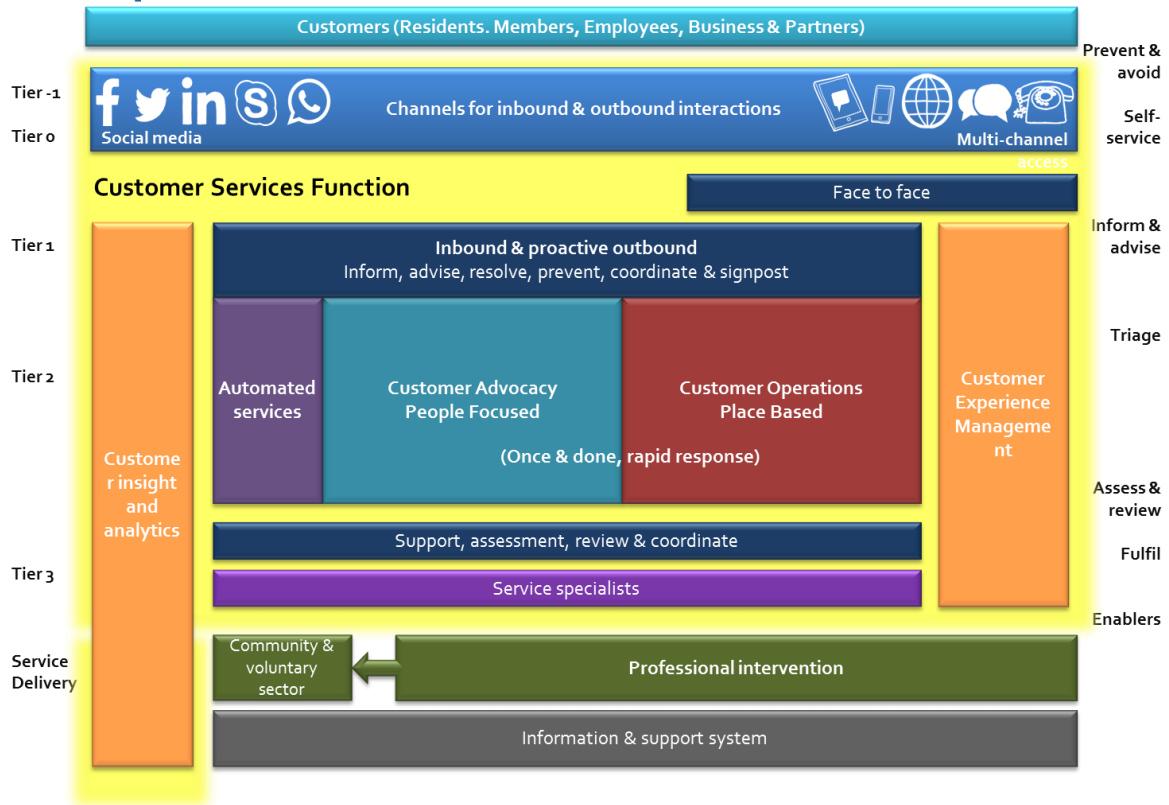 Customers (Residents. Members, Employees, Business & Partners)
Prevent &
avoid
Tier -1
Channels for inbound & outbound interactions
Self-
service
Tier 0
Social media
Multi-channel
access
Customer Services Function
Face to face
Tier 1
Inbound & proactive outbound
Inform, advise, resolve, prevent, coordinate & signpost
Inform &
advise
Triage
Tier 2
Automated
services
Customer Advocacy
People Focused
Customer Operations
Place Based
(Once & done, rapid response)
Customer
Experience
Manageme
nt
Custome
r insight
and
analytics
Assess &
review
Support, assessment, review & coordinate
Fulfil
Tier 3
Service specialists
Enablers
Service
Delivery
Community &
voluntary
sector
Professional intervention
Information & support system